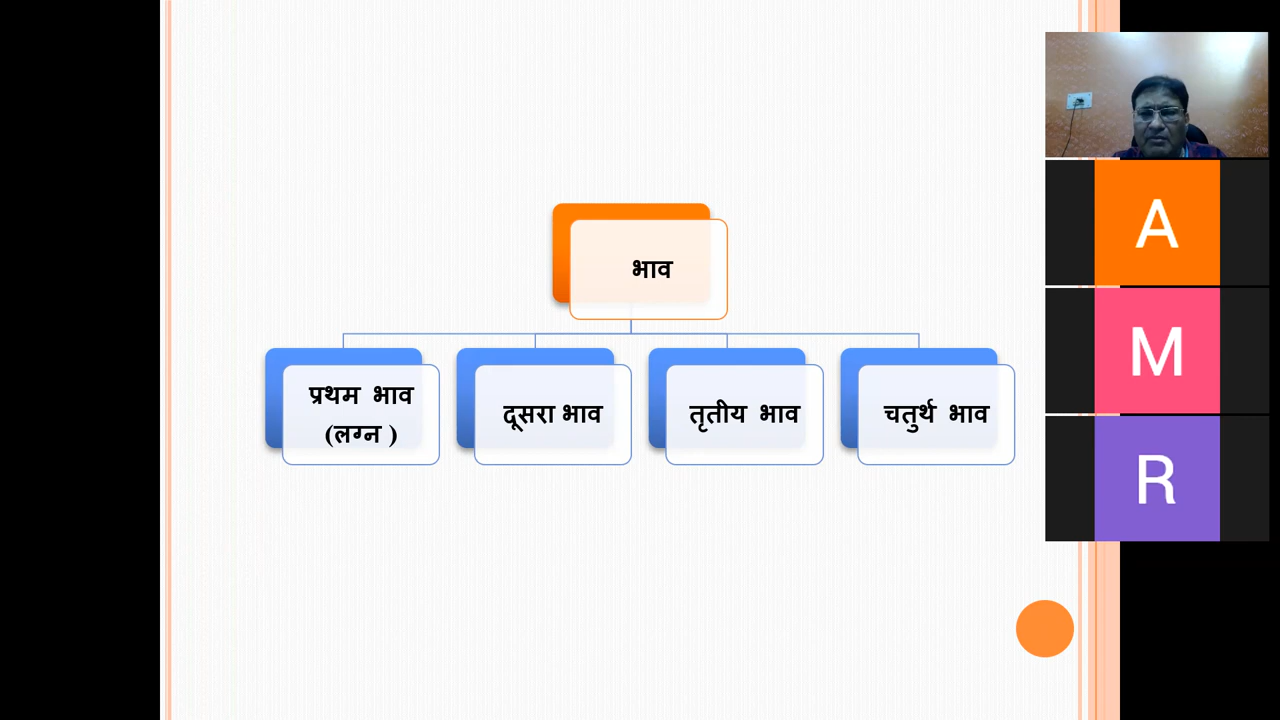 भाव
प्रथम भाव
(लग्न )
दूसरा भाव
तृतीय भाव
चतुर्थ भाव
A
M
R